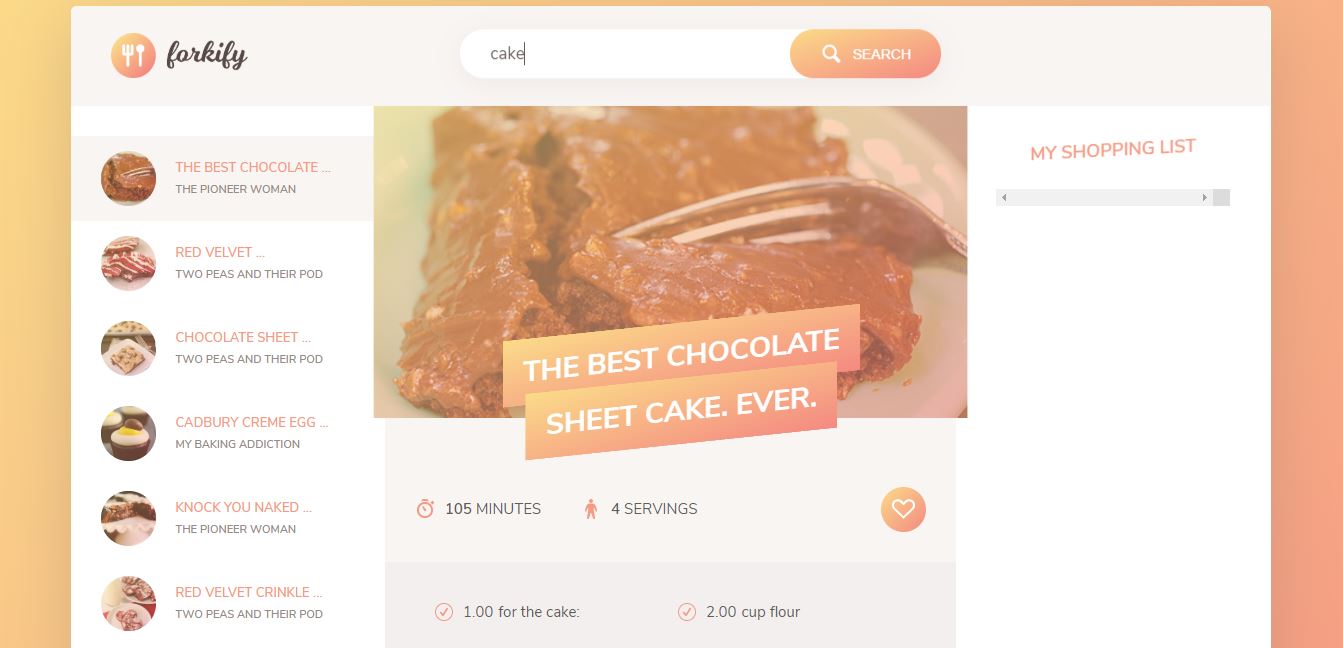 forkify
cake
SEARCH
THE BEST CHOCOLATE ...
THE PIONEER WOMAN
RED VELVET ...
TWO PEAS AND THEIR POD
CHOCOLATE SHEET ...
TWO PEAS AND THEIR POD
CADBURY CREME EGG ...
MY BAKING ADDICTION
KNOCK YOU NAKED ...
THE PIONEER WOMAN
RED VELVET CRINKLE ...
TWO PEAS AND THEIR POD
THE BEST CHOCOLATE
SHEET CAKE. EVER.
105 MINUTES
4 SERVINGS
1.00 for the cake:
2.00 cup flour
MY SHOPPING LIST